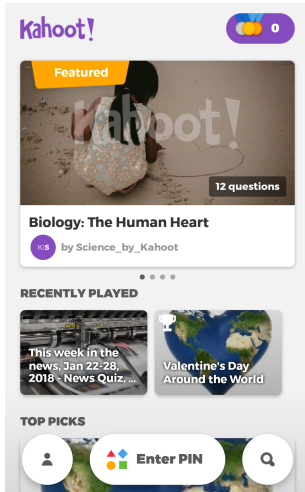 Kahoot!
0
Featured
Kahoot!
12 questions
Biology: The Human Heart
K!S
by Science_by_Kahoot
RECENTLY PLAYED
This week in the
news, Jan 22-28,
2018 - News Quiz, ...
Valentine's Day
Around the World
TOP PICKS
Enter PIN